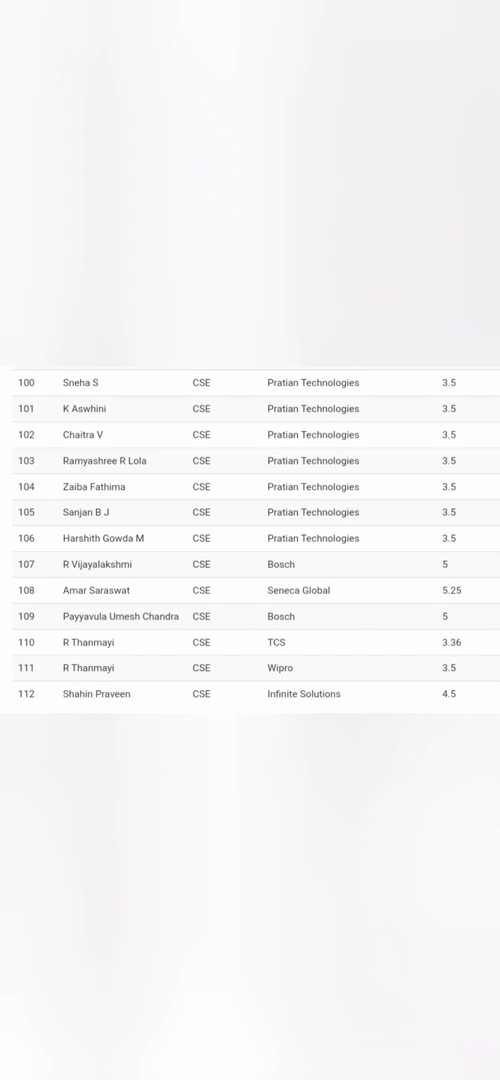 100 Sneha S CSE Pratian Technologies 3.5
101 K Aswhini CSE Pratian Technologies 3.5
102 Chaitra V CSE Pratian Technologies 3.5
103 Ramyashree R Lola CSE Pratian Technologies 3.5
104 Zaiba Fathima CSE Pratian Technologies 3.5
105 Sanjan B J CSE Pratian Technologies 3.5
106 Harshith Gowda M CSE Pratian Technologies 3.5
107 R Vijayalakshmi CSE Bosch 5
108 Amar Saraswat CSE Seneca Global 5.25
109 Payyavula Umesh Chandra CSE Bosch 5
110 R Thanmayi CSE TCS 3.36
111 R Thanmayi CSE Wipro 3.5
112 Shahin Praveen CSE Infinite Solutions 4.5